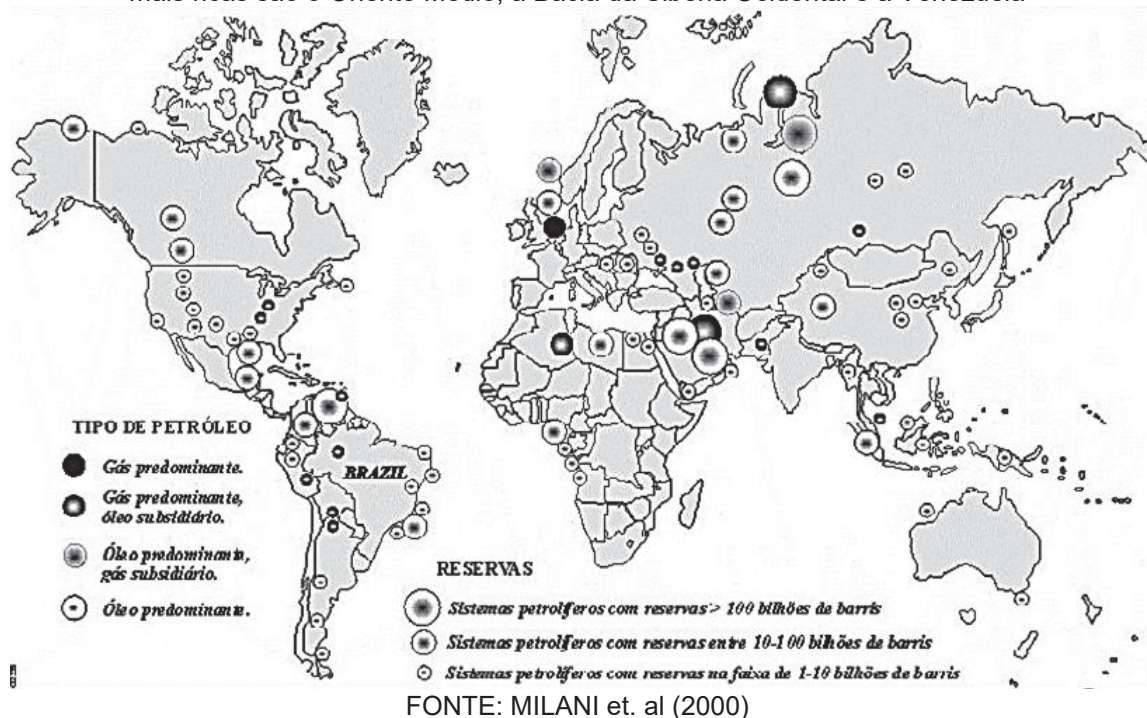 mais ricas são o Oriente Médio, a Bacia da Sibéria Ocidental e a Venezuela
BRAZIL
TIPO DE PETRÓLEO
Gás predominante.
Gás predominante,
óleo subsidiário.
Óleo predominante,
gás subsidiário.
Óleo predominante.
RESERVAS
Sistemas petrolíferos com reservas > 100 bilhões de barris
Sistemas petrolíferos com reservas entre 10-100 bilhões de barris
Sistemas petrolíferos com reservas na faixa de 1-10 bilhões de barris
FONTE: MILANI et. al (2000)